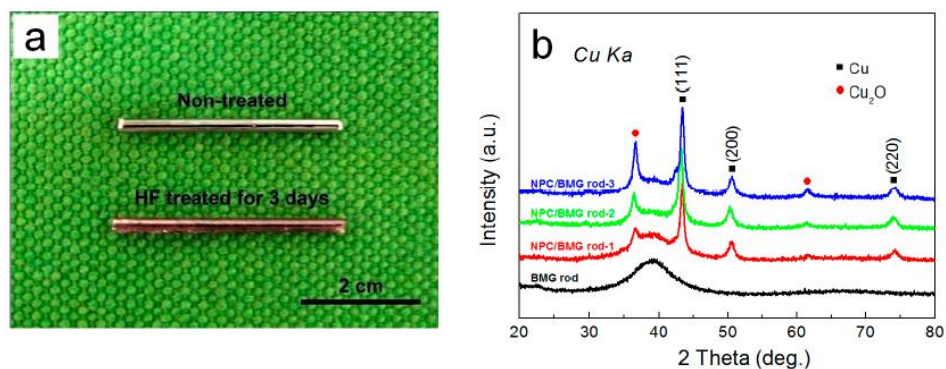 a
Non-treated
HF treated for 3 days
2 cm
b
Cu Ka
Intensity (a.u.)
(111)
(200)
(220)
Cu
Cu₂O
NPC/BMG rod-3
NPC/BMG rod-2
NPC/BMG rod-1
BMG rod
20 30 40 50 60 70 80
2 Theta (deg.)